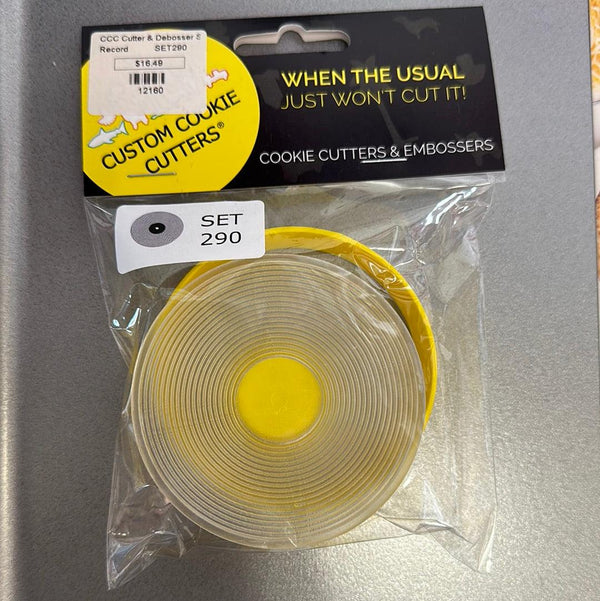 CCC Cutter & Debosser S
Record SET290
$16.49
12160
CUSTOM COOKIE
CUTTERS®
WHEN THE USUAL
JUST WON'T CUT IT!
COOKIE CUTTERS & EMBOSSERS
SET
290